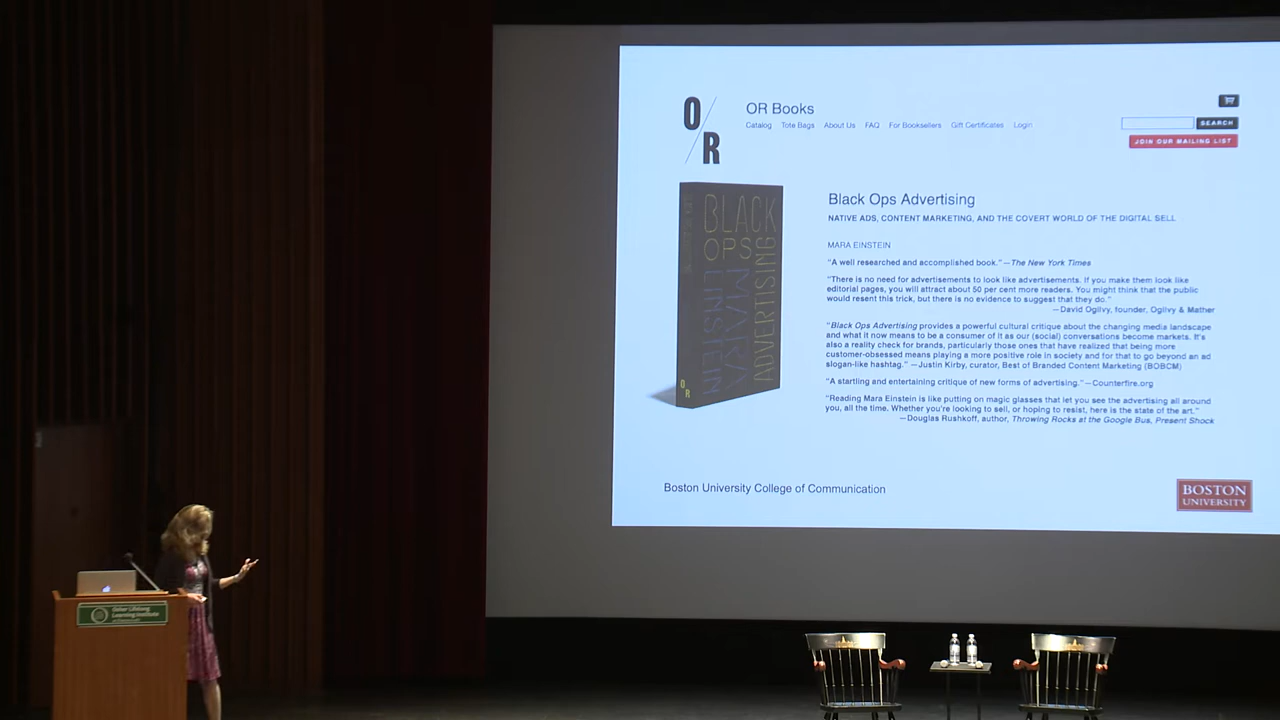 O/R
OR Books
Catalog Tote Bags About Us FAQ For Booksellers Gift Certificates Login
SEARCH
JOIN OUR MAILING LIST
BLACK
OPS
ADVERTISING
MARA
EINSTEIN
O
R
Black Ops Advertising
NATIVE ADS, CONTENT MARKETING, AND THE COVERT WORLD OF THE DIGITAL SELL
MARA EINSTEIN
"A well researched and accomplished book." —The New York Times
"There is no need for advertisements to look like advertisements. If you make them look like
editorial pages, you will attract about 50 per cent more readers. You might think that the public
would resent this trick, but there is no evidence to suggest that they do."
—David Ogilvy, founder, Ogilvy & Mather
"Black Ops Advertising provides a powerful cultural critique about the changing media landscape
and what it now means to be a consumer of it as our (social) conversations become markets. It's
also a reality check for brands, particularly those ones that have realized that being more
customer-obsessed means playing a more positive role in society and for that to go beyond an ad
slogan-like hashtag." —Justin Kirby, curator, Best of Branded Content Marketing (BOBCM)
"A startling and entertaining critique of new forms of advertising."—Counterfire.org
"Reading Mara Einstein is like putting on magic glasses that let you see the advertising all around
you, all the time. Whether you're looking to sell, or hoping to resist, here is the state of the art."
—Douglas Rushkoff, author, Throwing Rocks at the Google Bus, Present Shock
Boston University College of Communication
BOSTON
UNIVERSITY
Osher Lifelong
Learning Institute